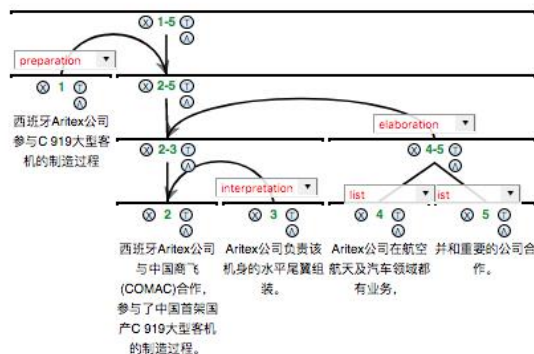 X 1-5 T
A
preparation
X 1 T
A
X 2-5 T
A
西班牙Aritex公司
参与C 919大型客
机的制造过程
elaboration
X 2-3 T
A
X 4-5 T
A
interpretation
list
ist
X 2 T
A
X 3 T
A
X 4 T
A
X 5 T
A
西班牙Aritex公司
与中国商飞
(COMAC)合作，
参与了中国首架国
产C 919大型客机
的制造过程。
Aritex公司负责该
机身的水平尾翼组
装。
Aritex公司在航空
航天及汽车领域都
有业务，
并和重要的公司合
作。